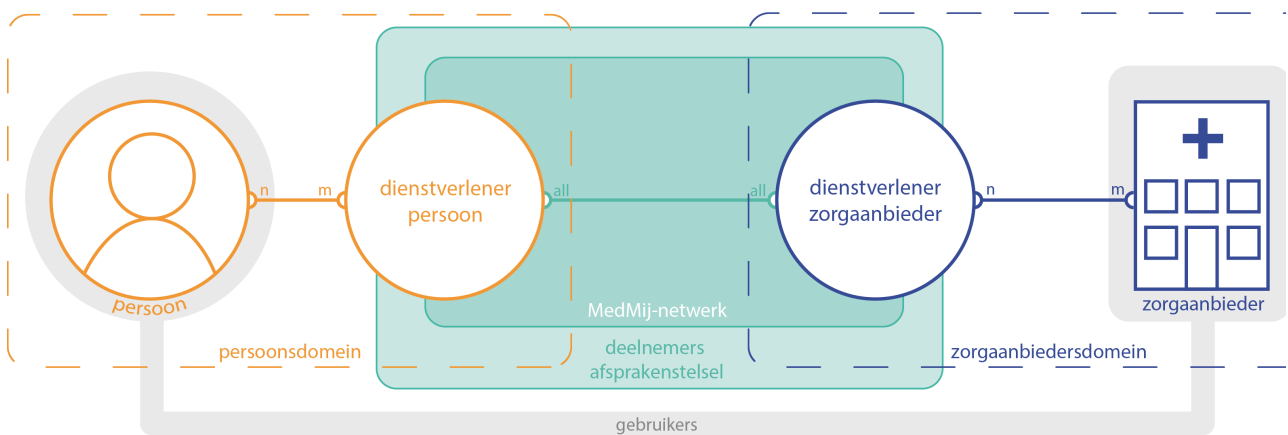 n
m
dienstverlener
persoon
all
all
dienstverlener
zorgaanbieder
n
m
persoon
MedMij-netwerk
zorgaanbieder
persoonsdomein
deelnemers
afsprakenstelsel
zorgaanbiedersdomein
gebruikers